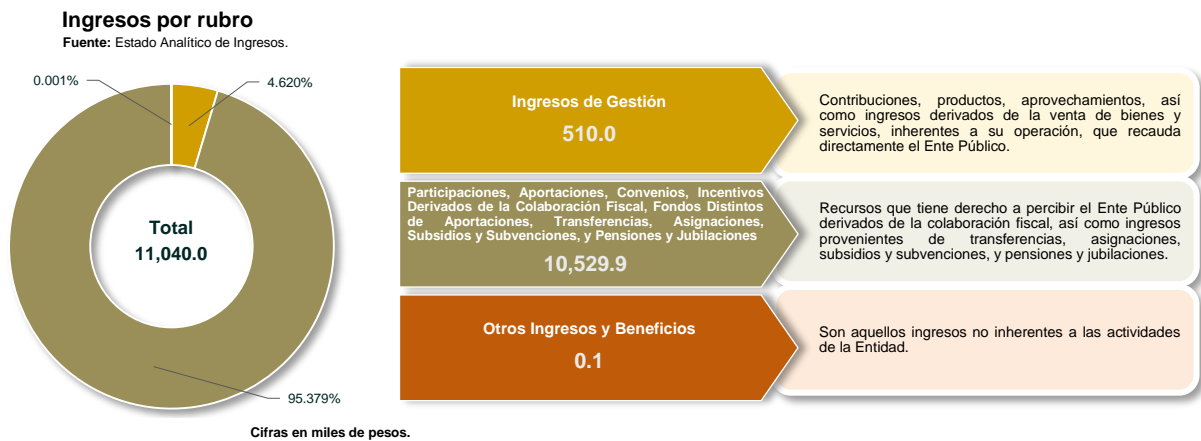 Ingresos por rubro
Fuente: Estado Analítico de Ingresos.
0.001%
4.620%
Total
11,040.0
95.379%
Ingresos de Gestión
510.0
Contribuciones, productos, aprovechamientos, así
como ingresos derivados de la venta de bienes y
servicios, inherentes a su operación, que recauda
directamente el Ente Público.
Participaciones, Aportaciones, Convenios, Incentivos
Derivados de la Colaboración Fiscal, Fondos Distintos
de Aportaciones, Transferencias, Asignaciones,
Subsidios y Subvenciones, y Pensiones y Jubilaciones
10,529.9
Recursos que tiene derecho a percibir el Ente Público
derivados de la colaboración fiscal, así como ingresos
provenientes de transferencias, asignaciones,
subsidios y subvenciones, y pensiones y jubilaciones.
Otros Ingresos y Beneficios
0.1
Son aquellos ingresos no inherentes a las actividades
de la Entidad.
Cifras en miles de pesos.